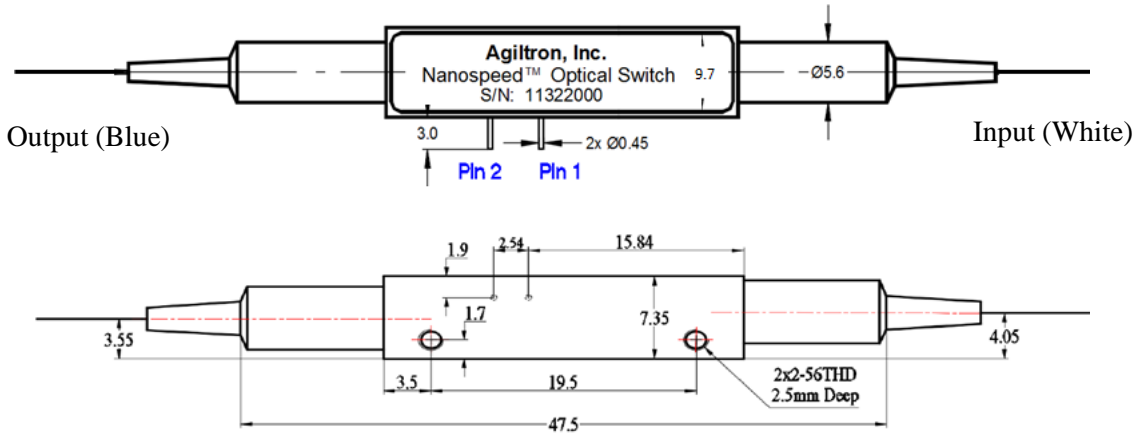 Agiltron, Inc.
Nanospeed™ Optical Switch
S/N: 11322000
9.7
Ø5.6
Output (Blue)
Input (White)
3.0
2x Ø0.45
Pin 2
Pin 1
2.54
15.84
1.9
1.7
7.35
3.55
4.05
3.5
19.5
2x2-56THD
2.5mm Deep
47.5